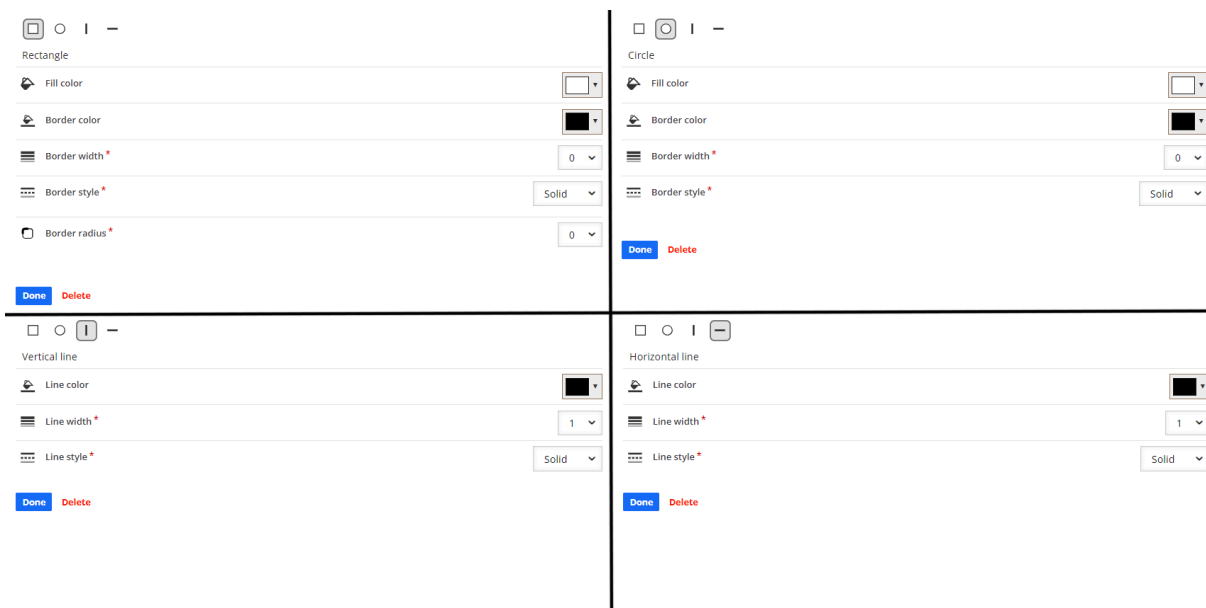 Rectangle
Fill color
Border color
Border width *
0
Border style *
Solid
Border radius *
0
Done Delete
Circle
Fill color
Border color
Border width *
0
Border style *
Solid
Done Delete
Vertical line
Line color
Line width *
1
Line style *
Solid
Done Delete
Horizontal line
Line color
Line width *
1
Line style *
Solid
Done Delete